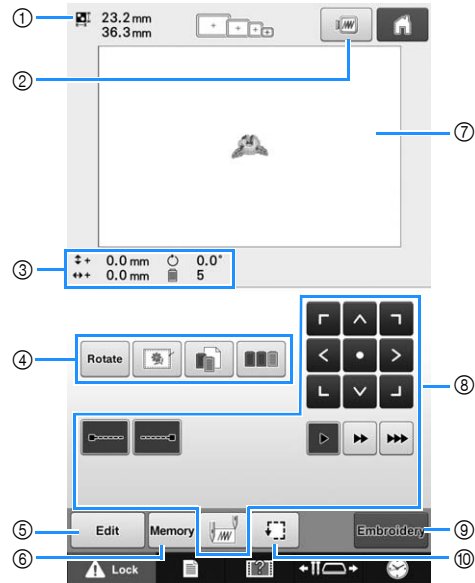 ① 23.2 mm
36.3 mm
②
⑦
③ 0.0 mm 0.0°
0.0 mm 5
④ Rotate
⑧
⑤ Edit Memory Embroidery ⑨
⑥ ⑩
Lock